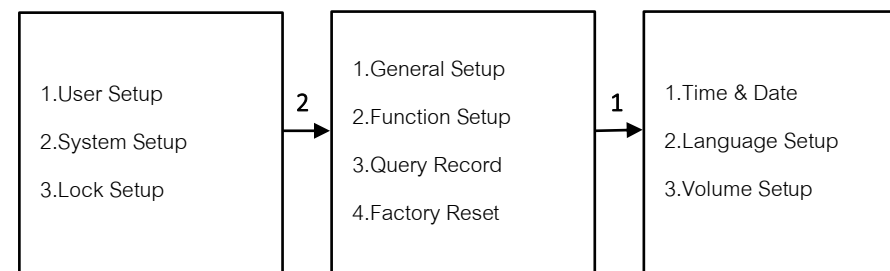 1.User Setup
2.System Setup
3.Lock Setup
2
1.General Setup
2.Function Setup
3.Query Record
4.Factory Reset
1
1.Time & Date
2.Language Setup
3.Volume Setup